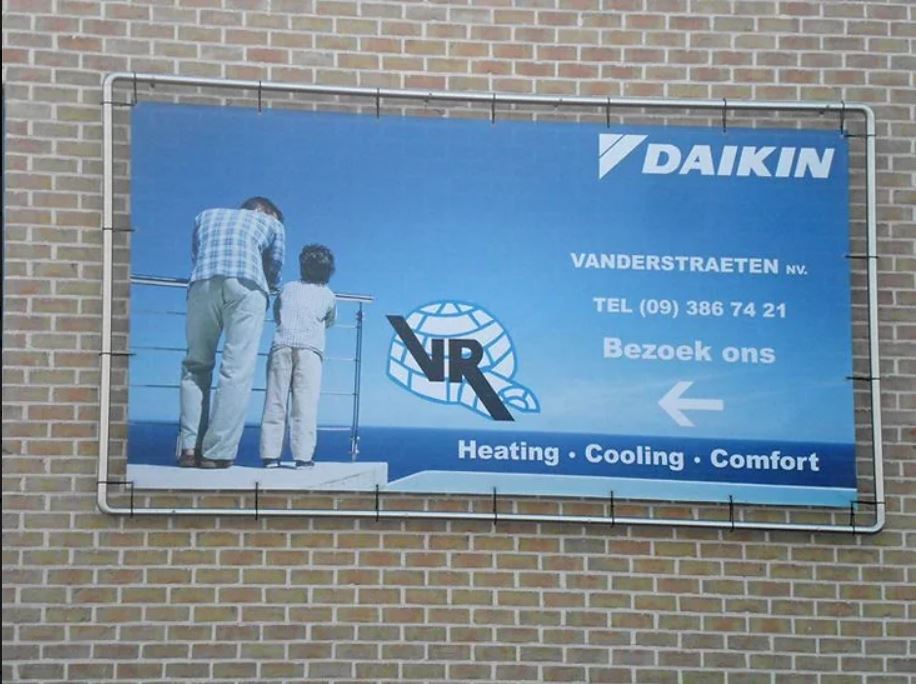 DAIKIN
VANDERSTRAETEN NV.
TEL (09) 386 74 21
Bezoek ons
VR
Heating · Cooling · Comfort